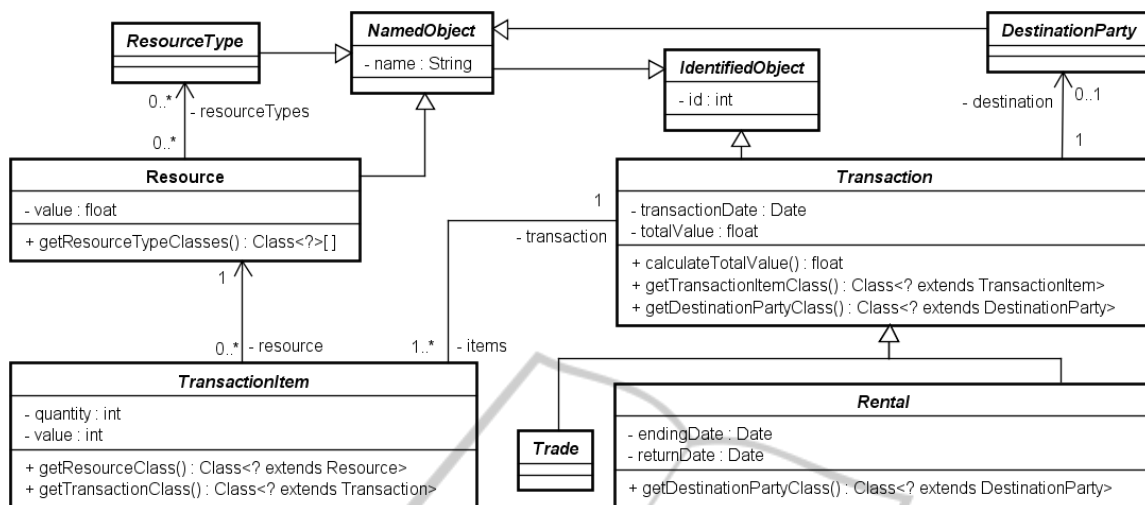 ResourceType
NamedObject
- name : String
DestinationParty
IdentifiedObject
- id : int
0..*
- resourceTypes
0..*
- destination
0..1
1
Resource
- value : float
+ getResourceTypeClasses() : Class<?>[ ]
Transaction
- transactionDate : Date
- totalValue : float
+ calculateTotalValue() : float
+ getTransactionItemClass() : Class<? extends TransactionItem>
+ getDestinationPartyClass() : Class<? extends DestinationParty>
1
- transaction
1
0..*
- resource
1..*
- items
TransactionItem
- quantity : int
- value : int
+ getResourceClass() : Class<? extends Resource>
+ getTransactionClass() : Class<? extends Transaction>
Trade
Rental
- endingDate : Date
- returnDate : Date
+ getDestinationPartyClass() : Class<? extends DestinationParty>